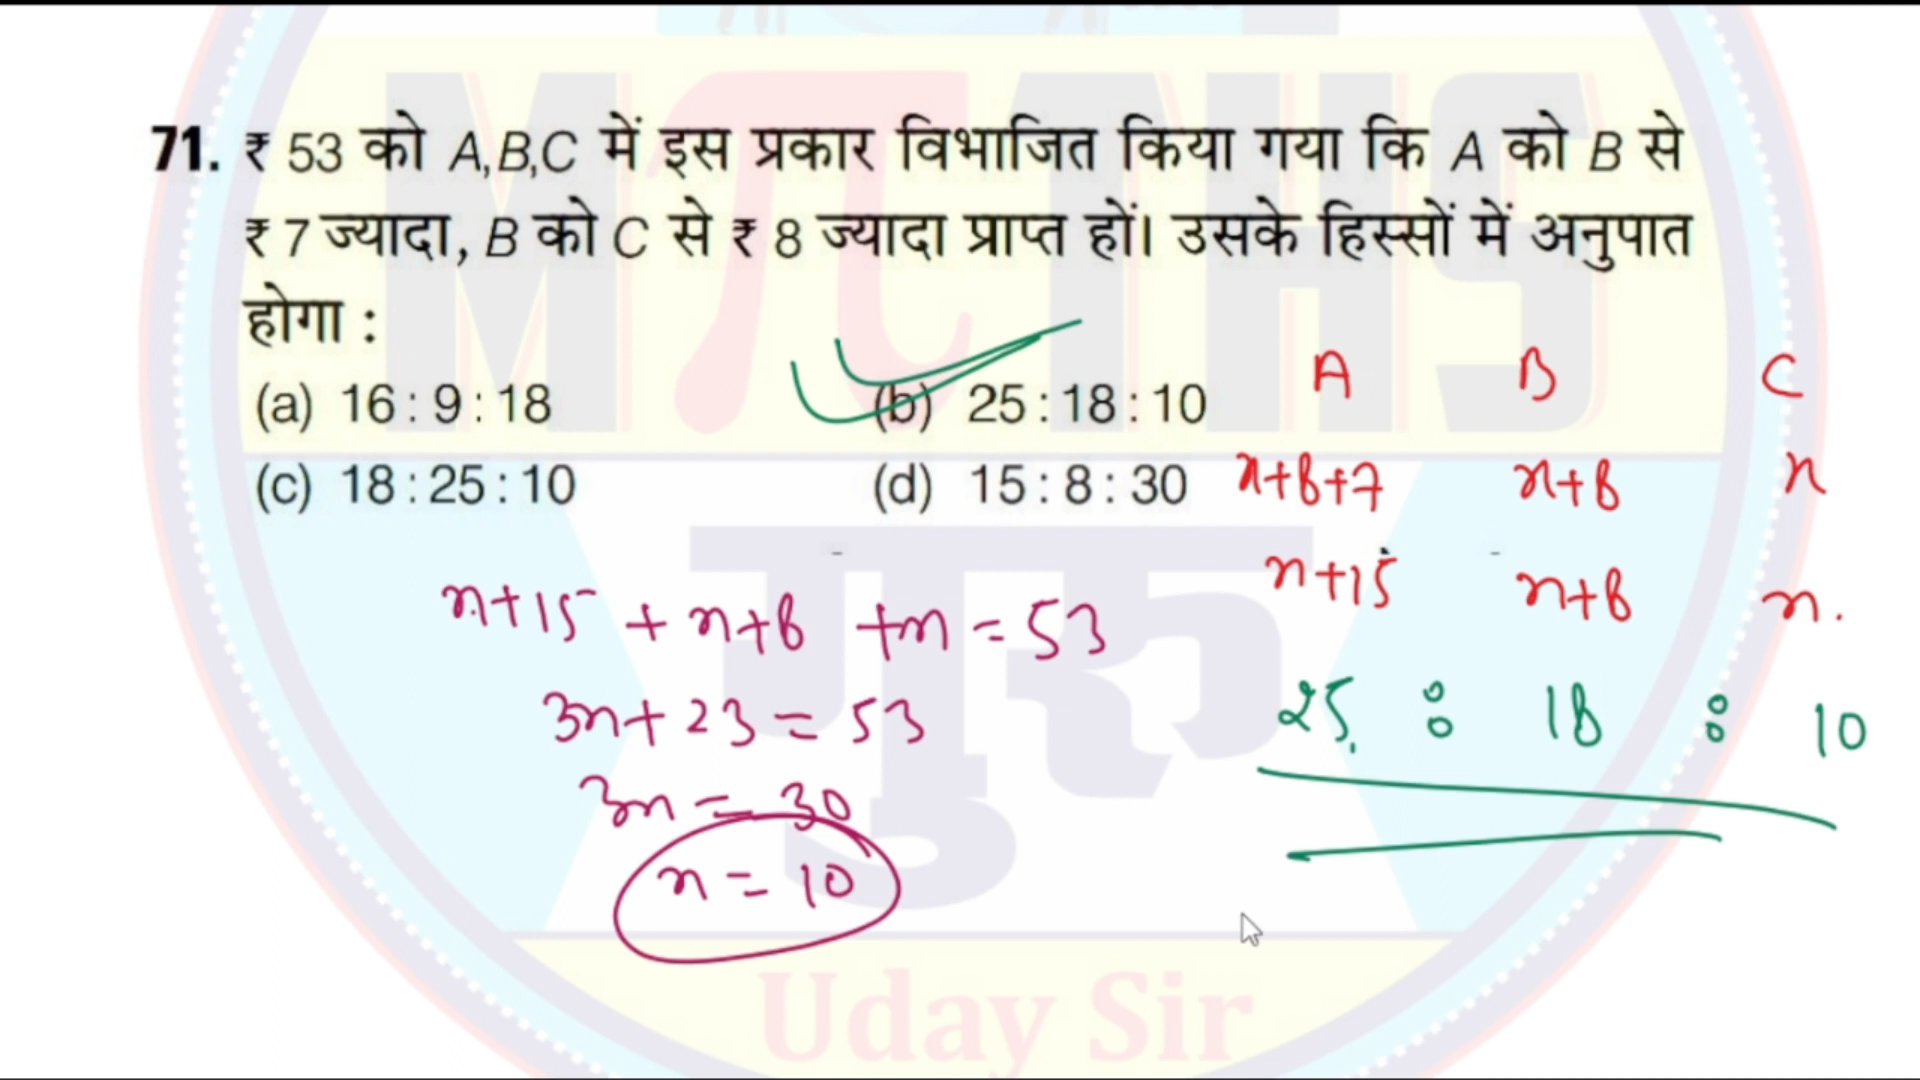 71. ₹ 53 को A,B,C में इस प्रकार विभाजित किया गया कि A को B से
₹ 7 ज्यादा, B को C से ₹ 8 ज्यादा प्राप्त हों। उसके हिस्सों में अनुपात
होगा :
(a) 16 : 9 : 18 (b) 25 : 18 : 10
(c) 18 : 25 : 10 (d) 15 : 8 : 30
A B C
x+8+7 x+8 x
x+15 x+8 x.
x+15 + x+8 + x = 53
3x + 23 = 53
25 : 18 : 10
3x = 30
x = 10
MπTHS
गुरु
Uday Sir